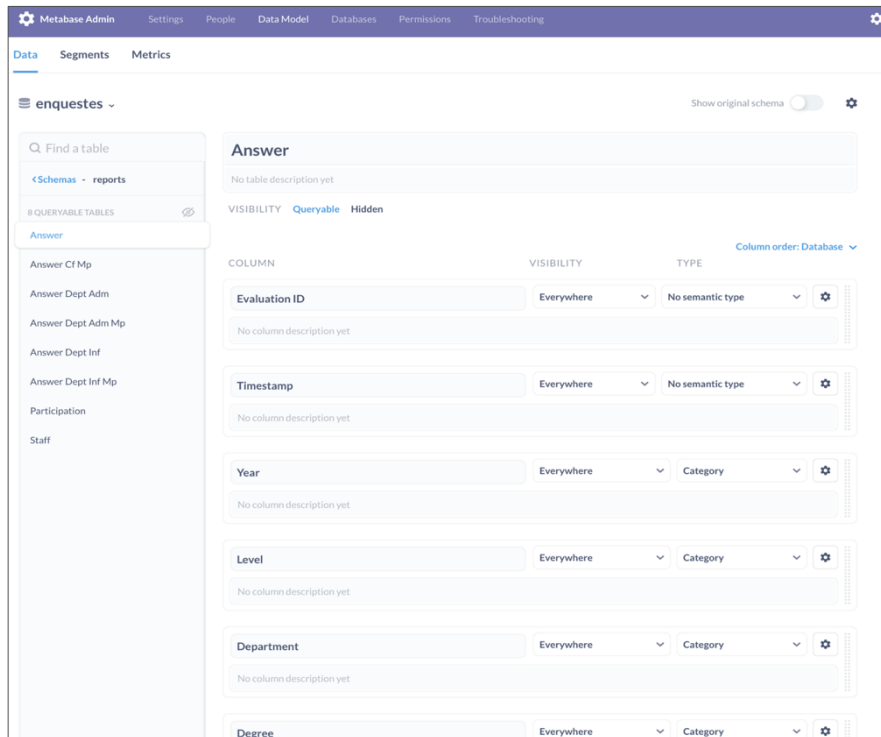 Metabase Admin Settings People Data Model Databases Permissions Troubleshooting
Data Segments Metrics
enquestes
Show original schema
Find a table
Schemas - reports
8 QUERYABLE TABLES
Answer
Answer Cf Mp
Answer Dept Adm
Answer Dept Adm Mp
Answer Dept Inf
Answer Dept Inf Mp
Participation
Staff
Answer
No table description yet
VISIBILITY Queryable Hidden
Column order: Database
COLUMN VISIBILITY TYPE
Evaluation ID Everywhere No semantic type
No column description yet
Timestamp Everywhere No semantic type
No column description yet
Year Everywhere Category
No column description yet
Level Everywhere Category
No column description yet
Department Everywhere Category
No column description yet
Degree Everywhere Category